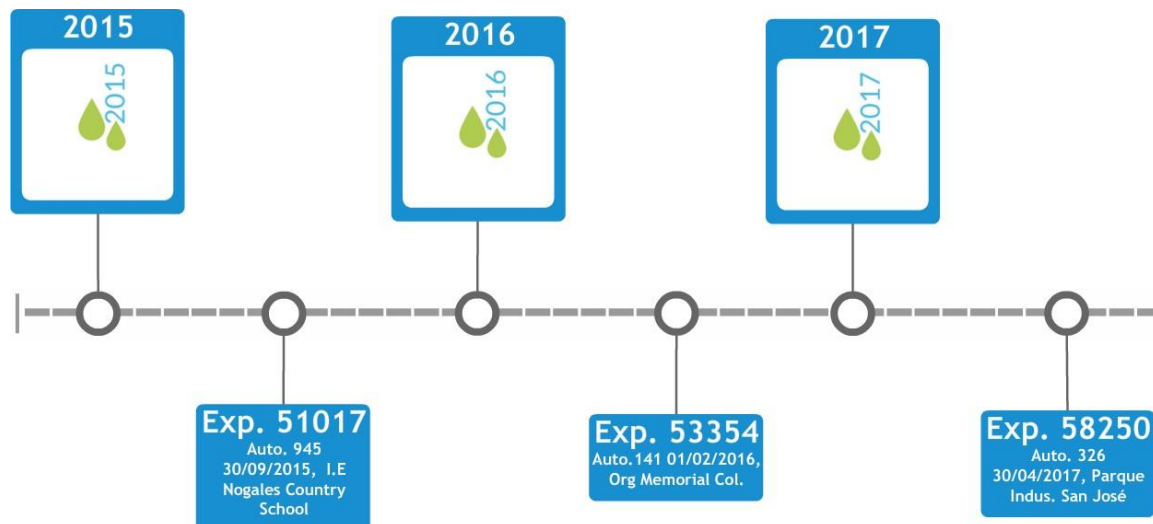 2015
2015
2016
2016
2017
2017
Exp. 51017
Auto. 945
30/09/2015, I.E
Nogales Country
School
Exp. 53354
Auto.141 01/02/2016,
Org Memorial Col.
Exp. 58250
Auto. 326
30/04/2017, Parque
Indus. San José